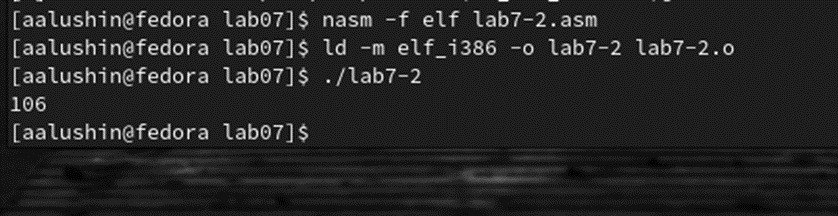 [aalushin@fedora lab07]$ nasm -f elf lab7-2.asm
[aalushin@fedora lab07]$ ld -m elf_i386 -o lab7-2 lab7-2.o
[aalushin@fedora lab07]$ ./lab7-2
106
[aalushin@fedora lab07]$